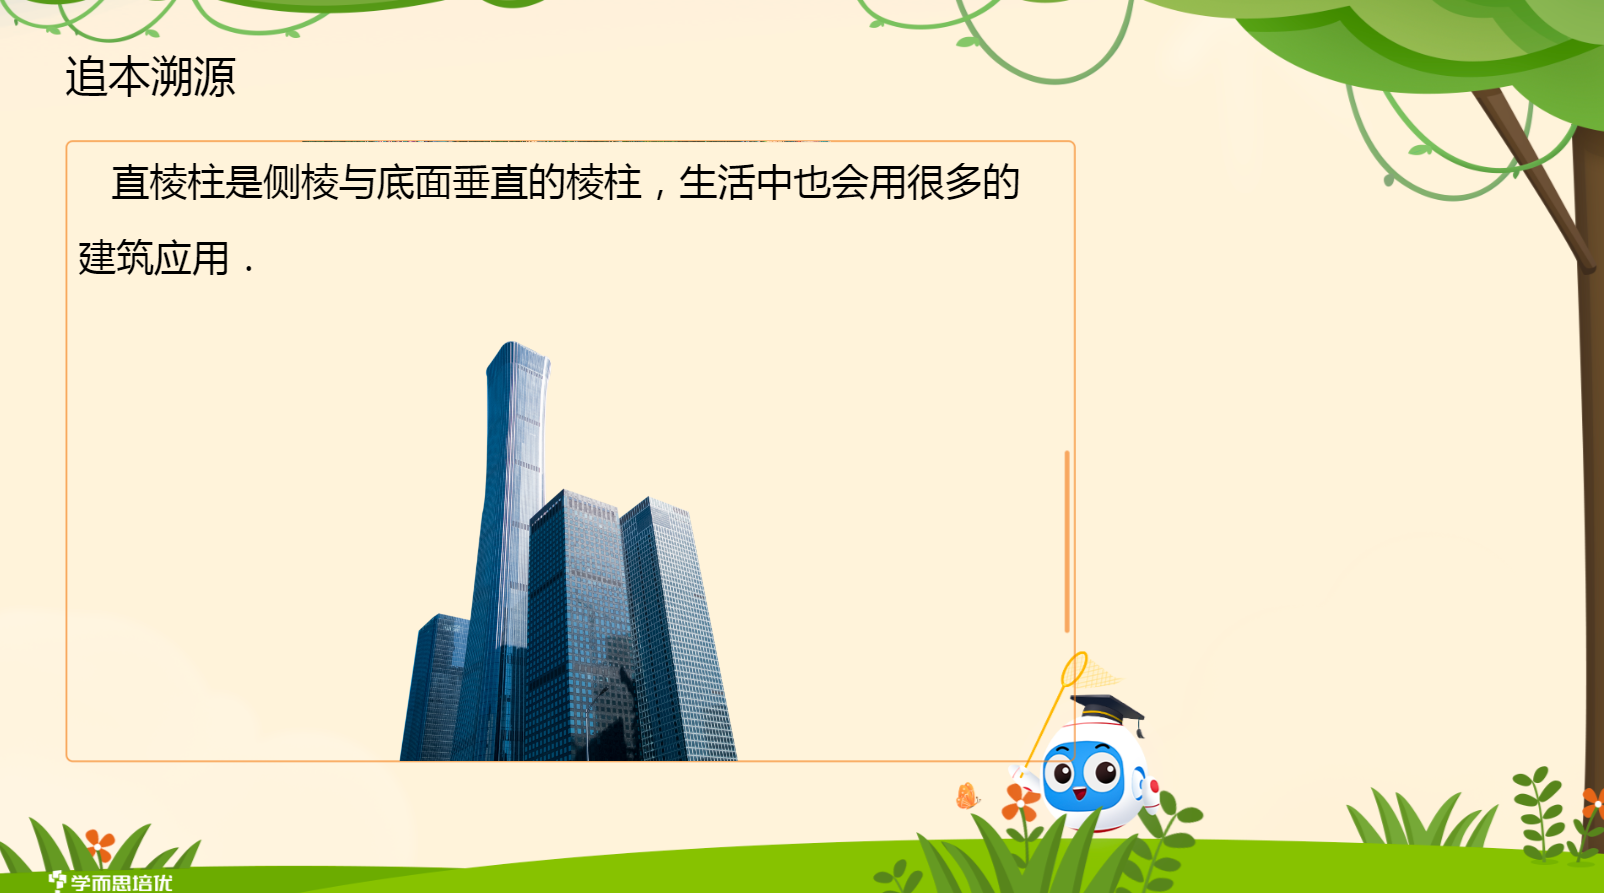 追本溯源
直棱柱是侧棱与底面垂直的棱柱，生活中也会用很多的
建筑应用．
学而思培优